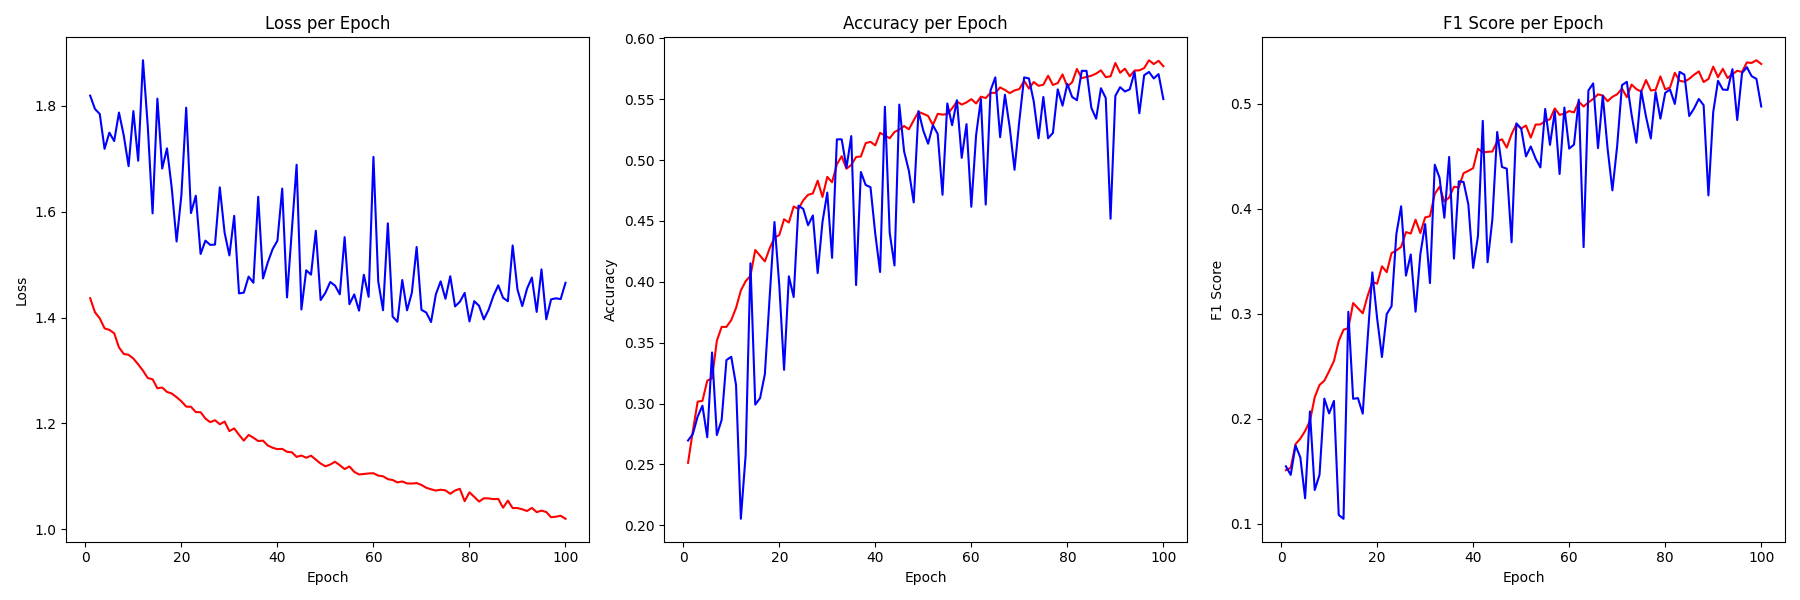 Loss per Epoch
Loss
1.8
1.6
1.4
1.2
1.0
0 20 40 60 80 100
Epoch
Accuracy per Epoch
Accuracy
0.60
0.55
0.50
0.45
0.40
0.35
0.30
0.25
0.20
0 20 40 60 80 100
Epoch
F1 Score per Epoch
F1 Score
0.5
0.4
0.3
0.2
0.1
0 20 40 60 80 100
Epoch